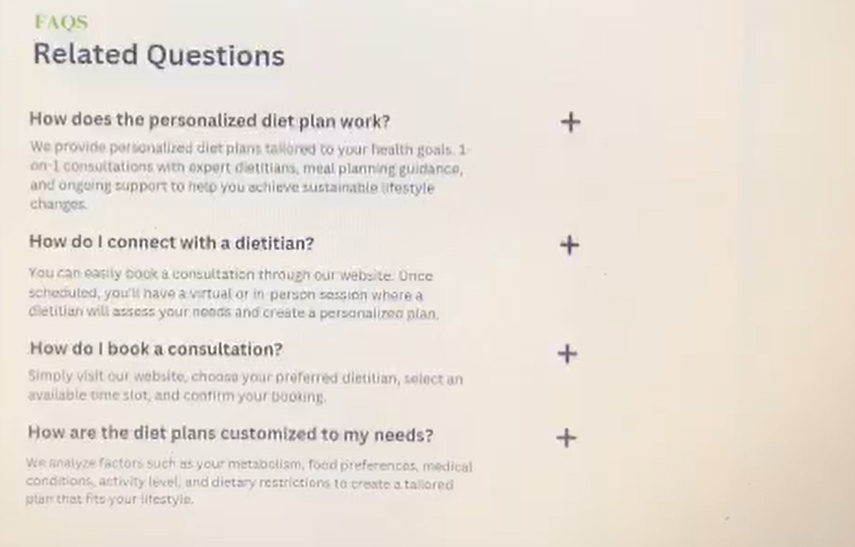 FAQS
Related Questions
How does the personalized diet plan work?
We provide personalized diet plans tailored to your health goals. 1-
on-1 consultations with expert dietitians, meal planning guidance,
and ongoing support to help you achieve sustainable lifestyle
changes.
How do I connect with a dietitian?
You can easily book a consultation through our website. Once
scheduled, you'll have a virtual or in-person session where a
dietitian will assess your needs and create a personalized plan.
How do I book a consultation?
Simply visit our website, choose your preferred dietitian, select an
available time slot, and confirm your booking.
How are the diet plans customized to my needs?
We analyze factors such as your metabolism, food preferences, medical
conditions, activity level, and dietary restrictions to create a tailored
plan that fits your lifestyle.